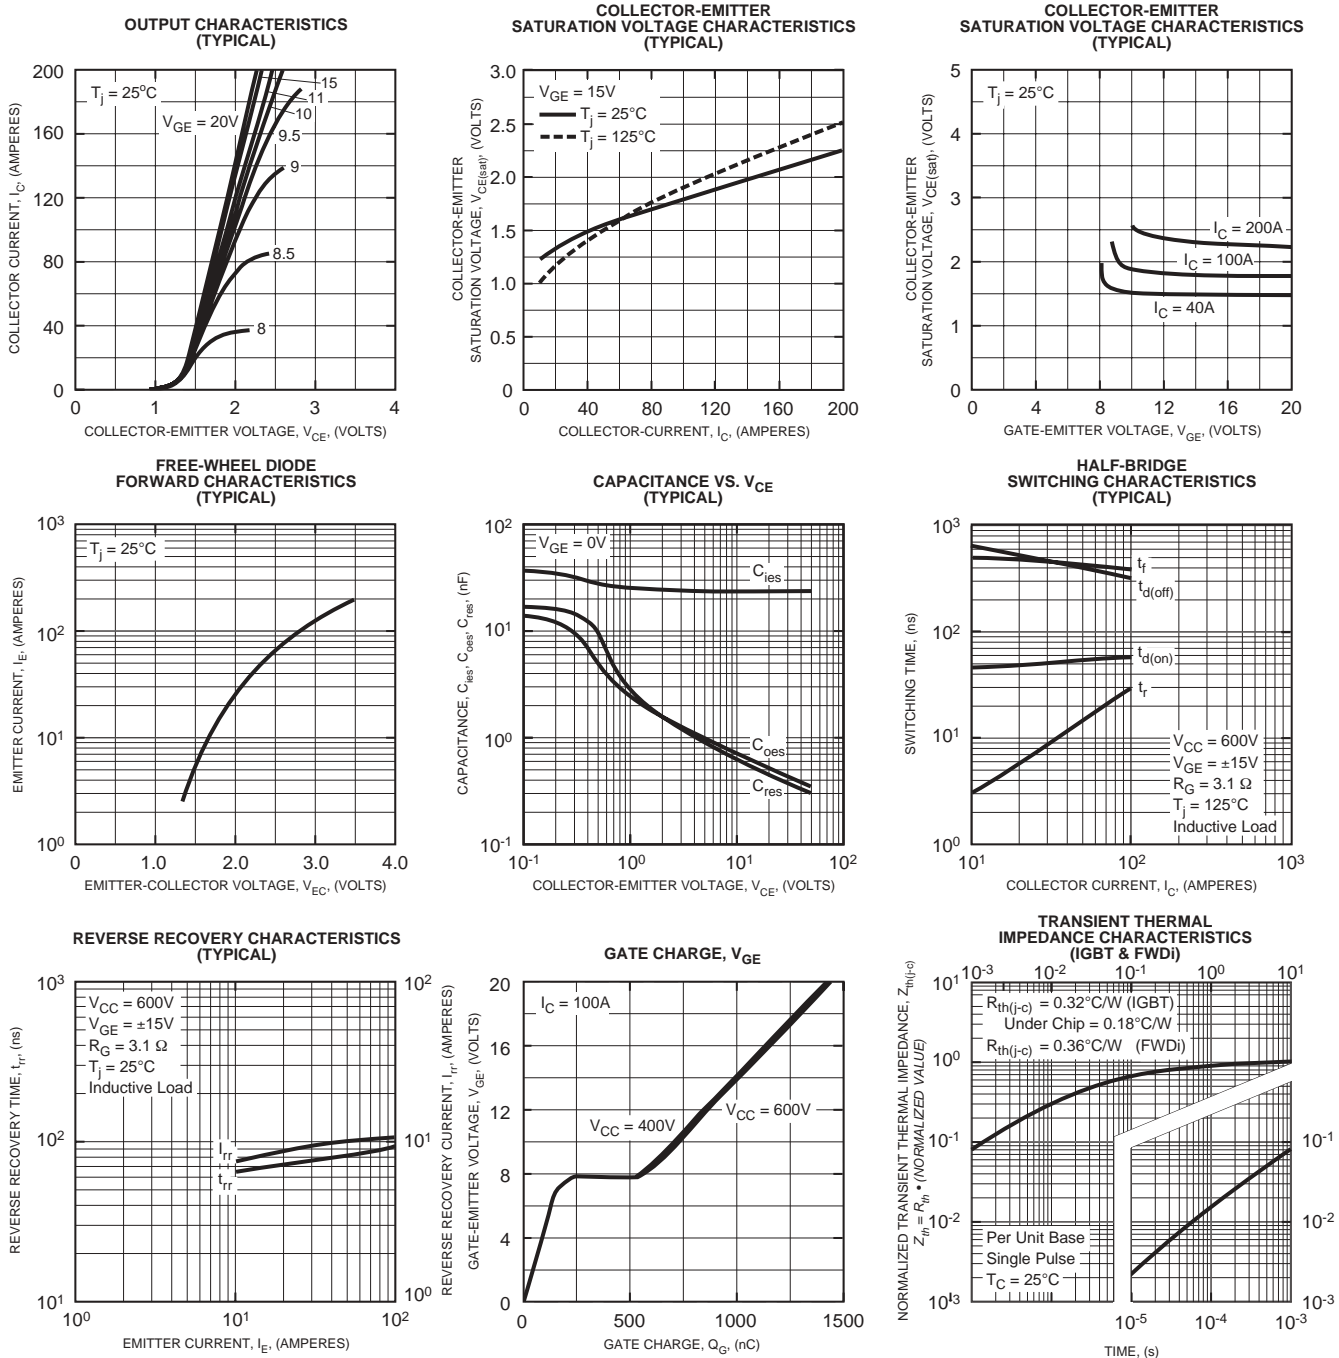 OUTPUT CHARACTERISTICS
(TYPICAL)
200
160
120
80
40
0
0 1 2 3 4
COLLECTOR CURRENT, IC, (AMPERES)
COLLECTOR-EMITTER VOLTAGE, VCE, (VOLTS)
Tj = 25°C
VGE = 20V
15
11
10
9.5
9
8.5
8
COLLECTOR-EMITTER
SATURATION VOLTAGE CHARACTERISTICS
(TYPICAL)
3.0
2.5
2.0
1.5
1.0
0.5
0
0 40 80 120 160 200
COLLECTOR-EMITTER
SATURATION VOLTAGE, VCE(sat), (VOLTS)
COLLECTOR-CURRENT, IC, (AMPERES)
VGE = 15V
Tj = 25°C
Tj = 125°C
COLLECTOR-EMITTER
SATURATION VOLTAGE CHARACTERISTICS
(TYPICAL)
5
4
3
2
1
0
0 4 8 12 16 20
COLLECTOR-EMITTER
SATURATION VOLTAGE, VCE(sat), (VOLTS)
GATE-EMITTER VOLTAGE, VGE, (VOLTS)
Tj = 25°C
IC = 200A
IC = 100A
IC = 40A
FREE-WHEEL DIODE
FORWARD CHARACTERISTICS
(TYPICAL)
10³
10²
10¹
10⁰
0 1.0 2.0 3.0 4.0
EMITTER CURRENT, IE, (AMPERES)
EMITTER-COLLECTOR VOLTAGE, VEC, (VOLTS)
Tj = 25°C
CAPACITANCE VS. VCE
(TYPICAL)
10²
10¹
10⁰
10⁻¹
10⁻¹ 10⁰ 10¹ 10²
CAPACITANCE, Cies, Coes, Cres, (nF)
COLLECTOR-EMITTER VOLTAGE, VCE, (VOLTS)
VGE = 0V
Cies
Coes
Cres
HALF-BRIDGE
SWITCHING CHARACTERISTICS
(TYPICAL)
10³
10²
10¹
10⁰
10¹ 10² 10³
SWITCHING TIME, (ns)
COLLECTOR CURRENT, IC, (AMPERES)
tf
td(off)
td(on)
tr
VCC = 600V
VGE = ±15V
RG = 3.1 Ω
Tj = 125°C
Inductive Load
REVERSE RECOVERY CHARACTERISTICS
(TYPICAL)
10³
10²
10¹
10⁰ 10¹ 10²
10²
10¹
10⁰
REVERSE RECOVERY TIME, trr, (ns)
REVERSE RECOVERY CURRENT, Irr, (AMPERES)
EMITTER CURRENT, IE, (AMPERES)
VCC = 600V
VGE = ±15V
RG = 3.1 Ω
Tj = 25°C
Inductive Load
Irr
trr
GATE CHARGE, VGE
20
16
12
8
4
0
0 500 1000 1500
GATE-EMITTER VOLTAGE, VGE, (VOLTS)
GATE CHARGE, QG, (nC)
IC = 100A
VCC = 400V
VCC = 600V
TRANSIENT THERMAL
IMPEDANCE CHARACTERISTICS
(IGBT & FWDi)
10⁻³ 10⁻² 10⁻¹ 10⁰ 10¹
10¹
10⁰
10⁻¹
10⁻²
10⁻³
10⁻¹
10⁻²
10⁻³
10⁻⁵ 10⁻⁴ 10⁻³
NORMALIZED TRANSIENT THERMAL IMPEDANCE, Zth(j-c)
Zth = Rth • (NORMALIZED VALUE)
TIME, (s)
Rth(j-c) = 0.32°C/W (IGBT)
Under Chip = 0.18°C/W
Rth(j-c) = 0.36°C/W (FWDi)
Per Unit Base
Single Pulse
TC = 25°C